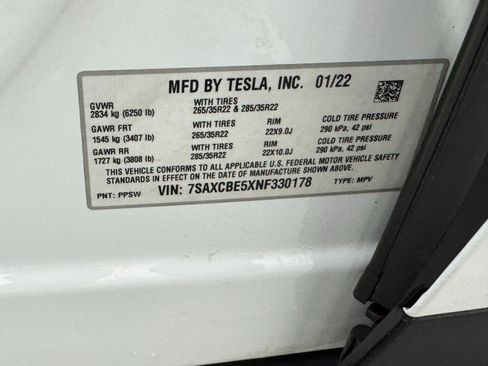 MFD BY TESLA, INC. 01/22
GVWR WITH TIRES
2834 kg (6250 lb) 265/35R22 & 285/35R22
GAWR FRT WITH TIRES RIM COLD TIRE PRESSURE
1545 kg (3407 lb) 265/35R22 22X9.0J 290 kPa, 42 psi
GAWR RR WITH TIRES RIM COLD TIRE PRESSURE
1727 kg (3808 lb) 285/35R22 22X10.0J 290 kPa, 42 psi
THIS VEHICLE CONFORMS TO ALL APPLICABLE U.S. FEDERAL MOTOR VEHICLE SAFETY
STANDARDS IN EFFECT ON THE DATE OF MANUFACTURE SHOWN ABOVE.
PNT: PPSW VIN: 7SAXCBE5XNF330178 TYPE: MPV